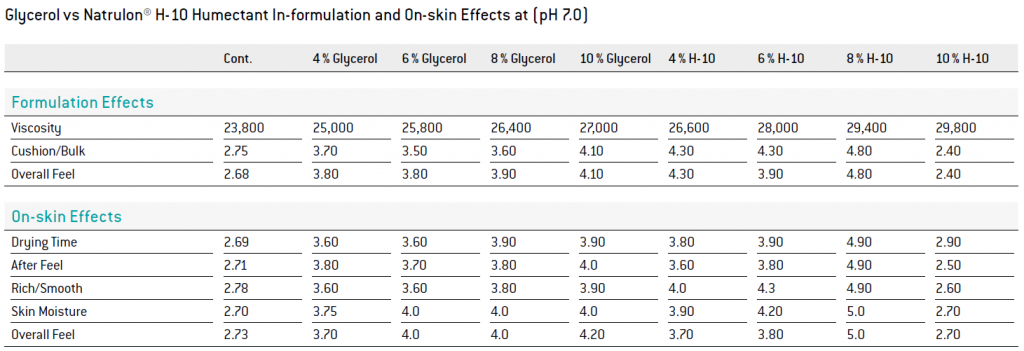 Glycerol vs Natrulon® H-10 Humectant In-formulation and On-skin Effects at (pH 7.0)
Cont. 4 % Glycerol 6 % Glycerol 8 % Glycerol 10 % Glycerol 4 % H-10 6 % H-10 8 % H-10 10 % H-10
Formulation Effects
Viscosity 23,800 25,000 25,800 26,400 27,000 26,600 28,000 29,400 29,800
Cushion/Bulk 2.75 3.70 3.50 3.60 4.10 4.30 4.30 4.80 2.40
Overall Feel 2.68 3.80 3.80 3.90 4.10 4.30 3.90 4.80 2.40
On-skin Effects
Drying Time 2.69 3.60 3.60 3.90 3.90 3.80 3.90 4.90 2.90
After Feel 2.71 3.80 3.70 3.80 4.0 3.60 3.80 4.90 2.50
Rich/Smooth 2.78 3.60 3.60 3.80 3.90 4.0 4.3 4.90 2.60
Skin Moisture 2.70 3.75 4.0 4.0 4.0 3.90 4.20 5.0 2.70
Overall Feel 2.73 3.70 4.0 4.0 4.20 3.70 3.80 5.0 2.70